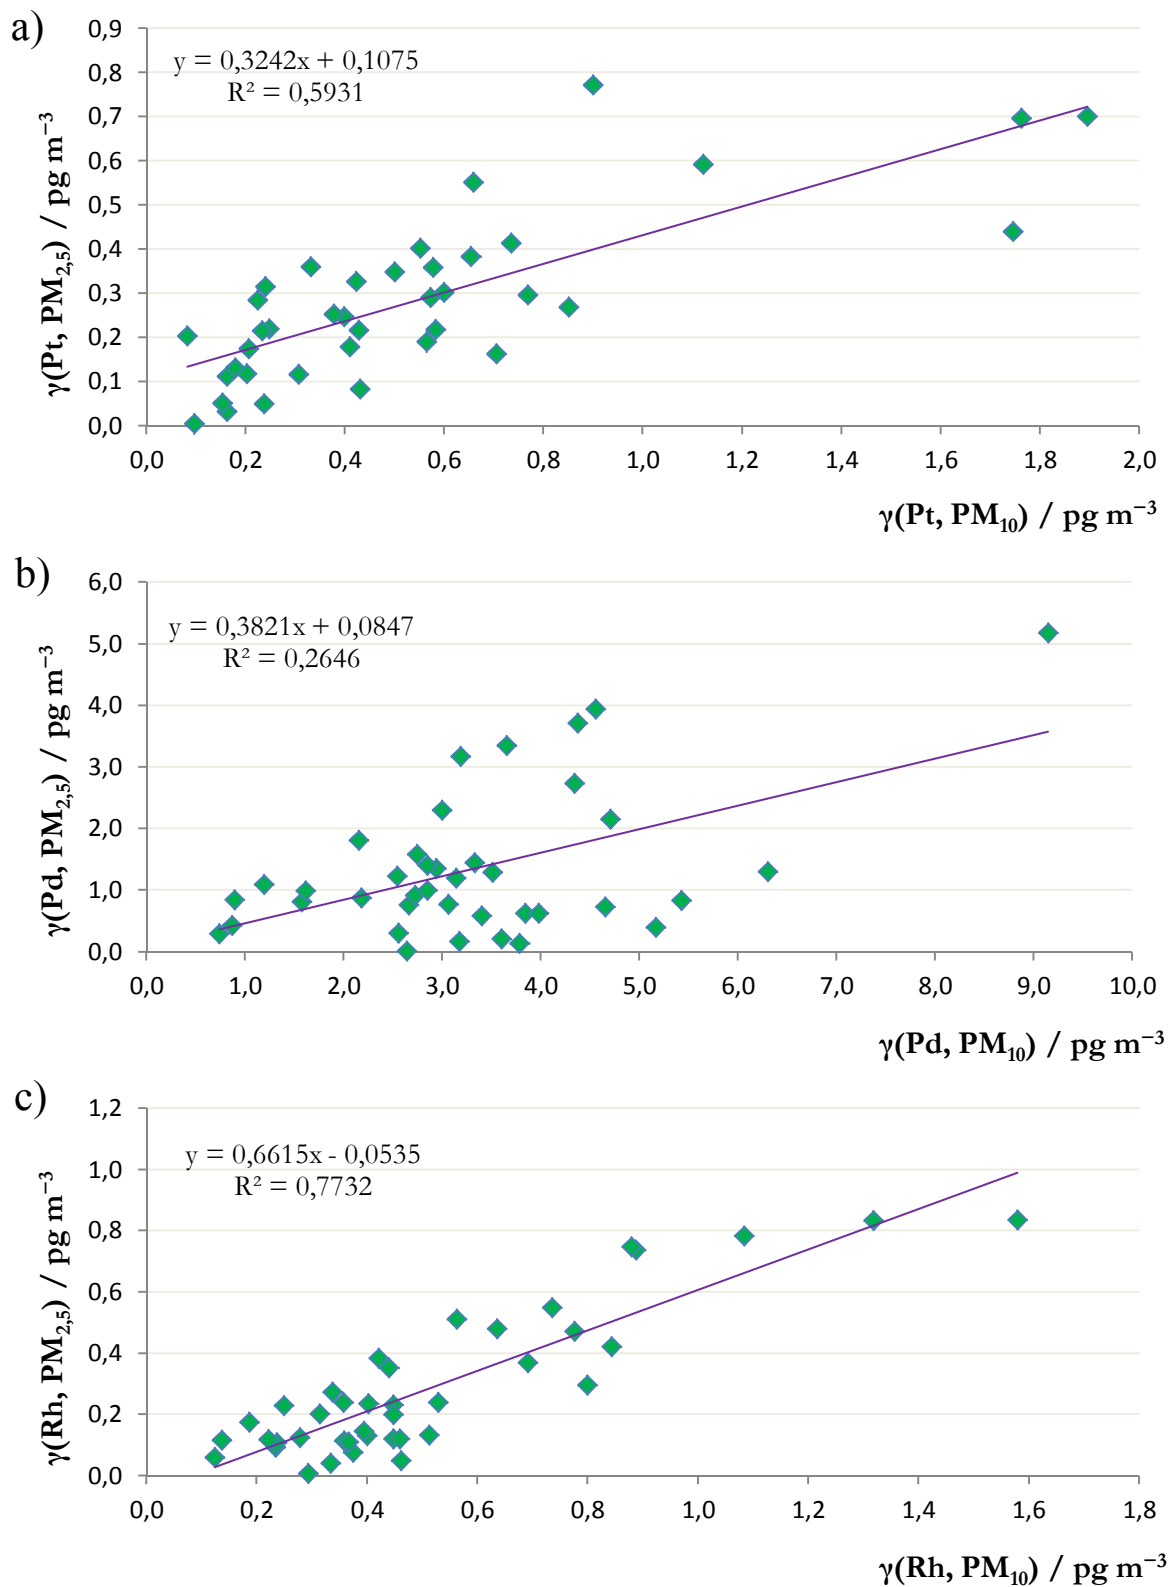 a)
y = 0,3242x + 0,1075
R² = 0,5931
γ(Pt, PM2,5) / pg m−3
0,9
0,8
0,7
0,6
0,5
0,4
0,3
0,2
0,1
0,0
0,0 0,2 0,4 0,6 0,8 1,0 1,2 1,4 1,6 1,8 2,0
γ(Pt, PM10) / pg m−3
b)
y = 0,3821x + 0,0847
R² = 0,2646
γ(Pd, PM2,5) / pg m−3
6,0
5,0
4,0
3,0
2,0
1,0
0,0
0,0 1,0 2,0 3,0 4,0 5,0 6,0 7,0 8,0 9,0 10,0
γ(Pd, PM10) / pg m−3
c)
y = 0,6615x - 0,0535
R² = 0,7732
γ(Rh, PM2,5) / pg m−3
1,2
1,0
0,8
0,6
0,4
0,2
0,0
0,0 0,2 0,4 0,6 0,8 1,0 1,2 1,4 1,6 1,8
γ(Rh, PM10) / pg m−3